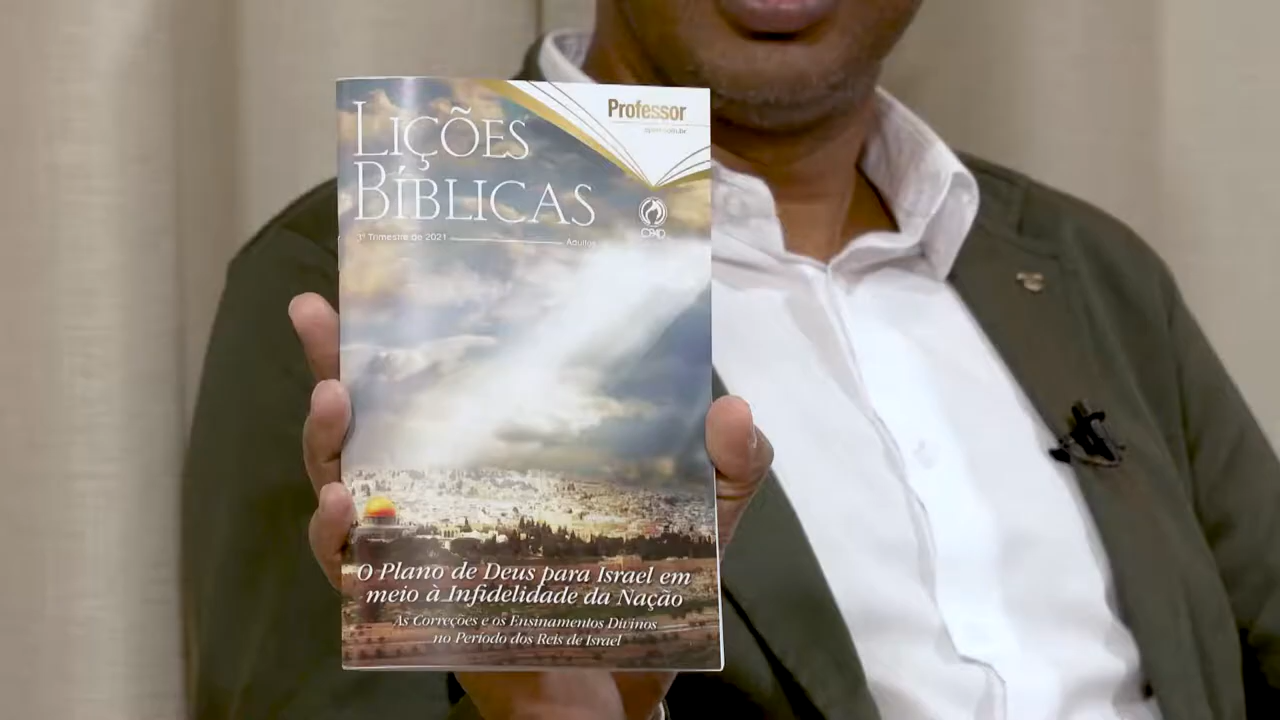 Professor
LIÇÕES
BÍBLICAS
CPAD
3º Trimestre de 2021
Adultos
O Plano de Deus para Israel em
meio à Infidelidade da Nação
As Correções e os Ensinamentos Divinos
no Período dos Reis de Israel